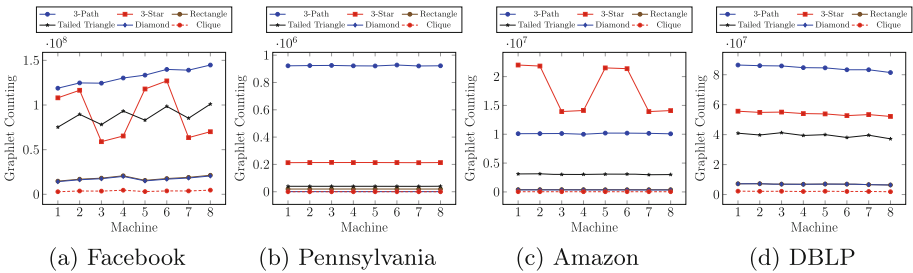 3-Path 3-Star Rectangle
Tailed Triangle Diamond Clique
·10^8
Graphlet Counting
1.5
1
0.5
0
1 2 3 4 5 6 7 8
Machine
(a) Facebook
3-Path 3-Star Rectangle
Tailed Triangle Diamond Clique
·10^6
Graphlet Counting
1.0
0.8
0.6
0.4
0.2
0
1 2 3 4 5 6 7 8
Machine
(b) Pennsylvania
3-Path 3-Star Rectangle
Tailed Triangle Diamond Clique
·10^7
Graphlet Counting
2
1.5
1
0.5
0
1 2 3 4 5 6 7 8
Machine
(c) Amazon
3-Path 3-Star Rectangle
Tailed Triangle Diamond Clique
·10^7
Graphlet Counting
8
6
4
2
0
1 2 3 4 5 6 7 8
Machine
(d) DBLP